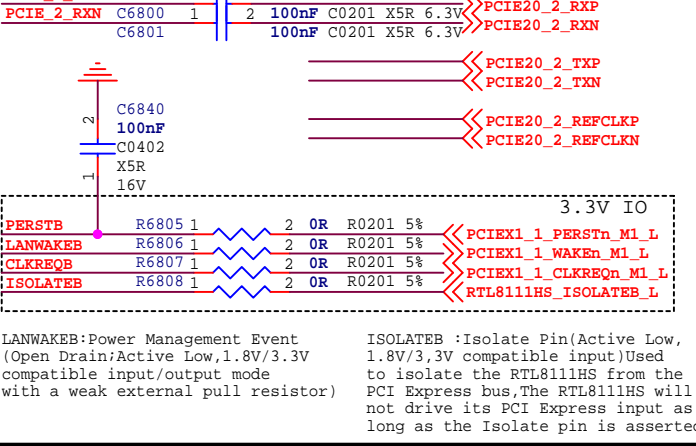 PCIE20_2_RXP
PCIE_2_RXN C6800 1 2 100nF C0201 X5R 6.3V PCIE20_2_RXN
C6801 100nF C0201 X5R 6.3V
PCIE20_2_TXP
PCIE20_2_TXN
C6840
2 100nF
PCIE20_2_REFCLKP
PCIE20_2_REFCLKN
C0402
X5R
1 16V
3.3V IO
PERSTB R6805 1 2 0R R0201 5% PCIEX1_1_PERSTn_M1_L
LANWAKEB R6806 1 2 0R R0201 5% PCIEX1_1_WAKEn_M1_L
CLKREQB R6807 1 2 0R R0201 5% PCIEX1_1_CLKREQn_M1_L
ISOLATEB R6808 1 2 0R R0201 5% RTL8111HS_ISOLATEB_L
LANWAKEB:Power Management Event
(Open Drain;Active Low,1.8V/3.3V
compatible input/output mode
with a weak external pull resistor)
ISOLATEB :Isolate Pin(Active Low,
1.8V/3,3V compatible input)Used
to isolate the RTL8111HS from the
PCI Express bus,The RTL8111HS will
not drive its PCI Express input as
long as the Isolate pin is asserted